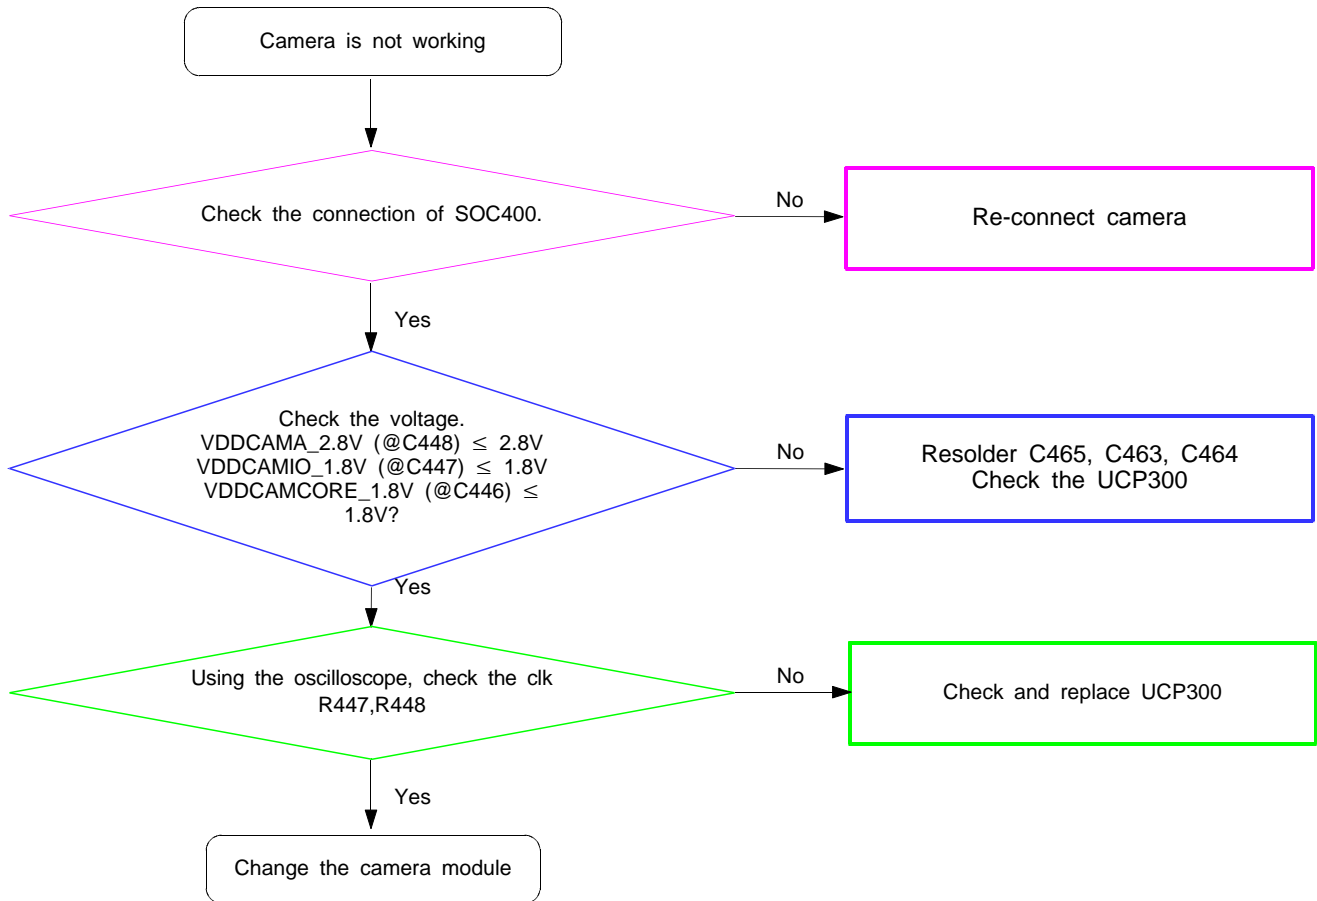 Camera is not working
Check the connection of SOC400.
No
Re-connect camera
Yes
Check the voltage.
VDDCAMA_2.8V (@C448) ≤ 2.8V
VDDCAMIO_1.8V (@C447) ≤ 1.8V
VDDCAMCORE_1.8V (@C446) ≤
1.8V?
No
Resolder C465, C463, C464
Check the UCP300
Yes
Using the oscilloscope, check the clk
R447,R448
No
Check and replace UCP300
Yes
Change the camera module